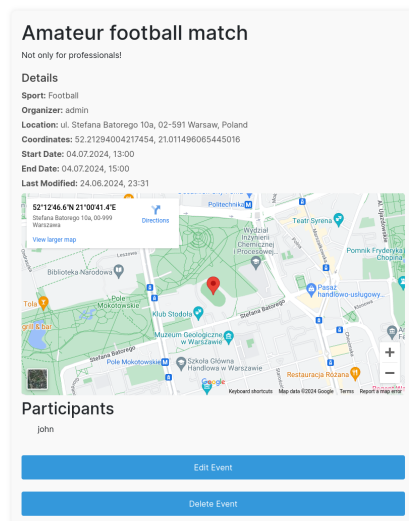 Amateur football match
Not only for professionals!
Details
Sport: Football
Organizer: admin
Location: ul. Stefana Batorego 10a, 02-591 Warsaw, Poland
Coordinates: 52.21294004217454, 21.011496065445016
Start Date: 04.07.2024, 13:00
End Date: 04.07.2024, 15:00
Last Modified: 24.06.2024, 23:31
52°12'46.6"N 21°00'41.4"E
Stefana Batorego 10a, 00-999
Warszawa
Directions
View larger map
Politechnika
Teatr Syrena
Al. Ujazdowskie
Wydział
Inżynierii
Chemicznej
i Procesowej...
Pomnik Fryderyka
Chopina
Biblioteka Narodowa
Pasaż
handlowo-usługowy...
Tola
grill & bar
Pole
Mokotowskie
Klub Stodoła
Stefana Batorego
Muzeum Geologiczne
w Warszawie
Stefana Batorego
Pole Mokotowskie
Szkoła Główna
Handlowa w Warszawie
Restauracja Różana
Google
Keyboard shortcuts Map data ©2024 Google Terms Report a map error
Participants
john
Edit Event
Delete Event